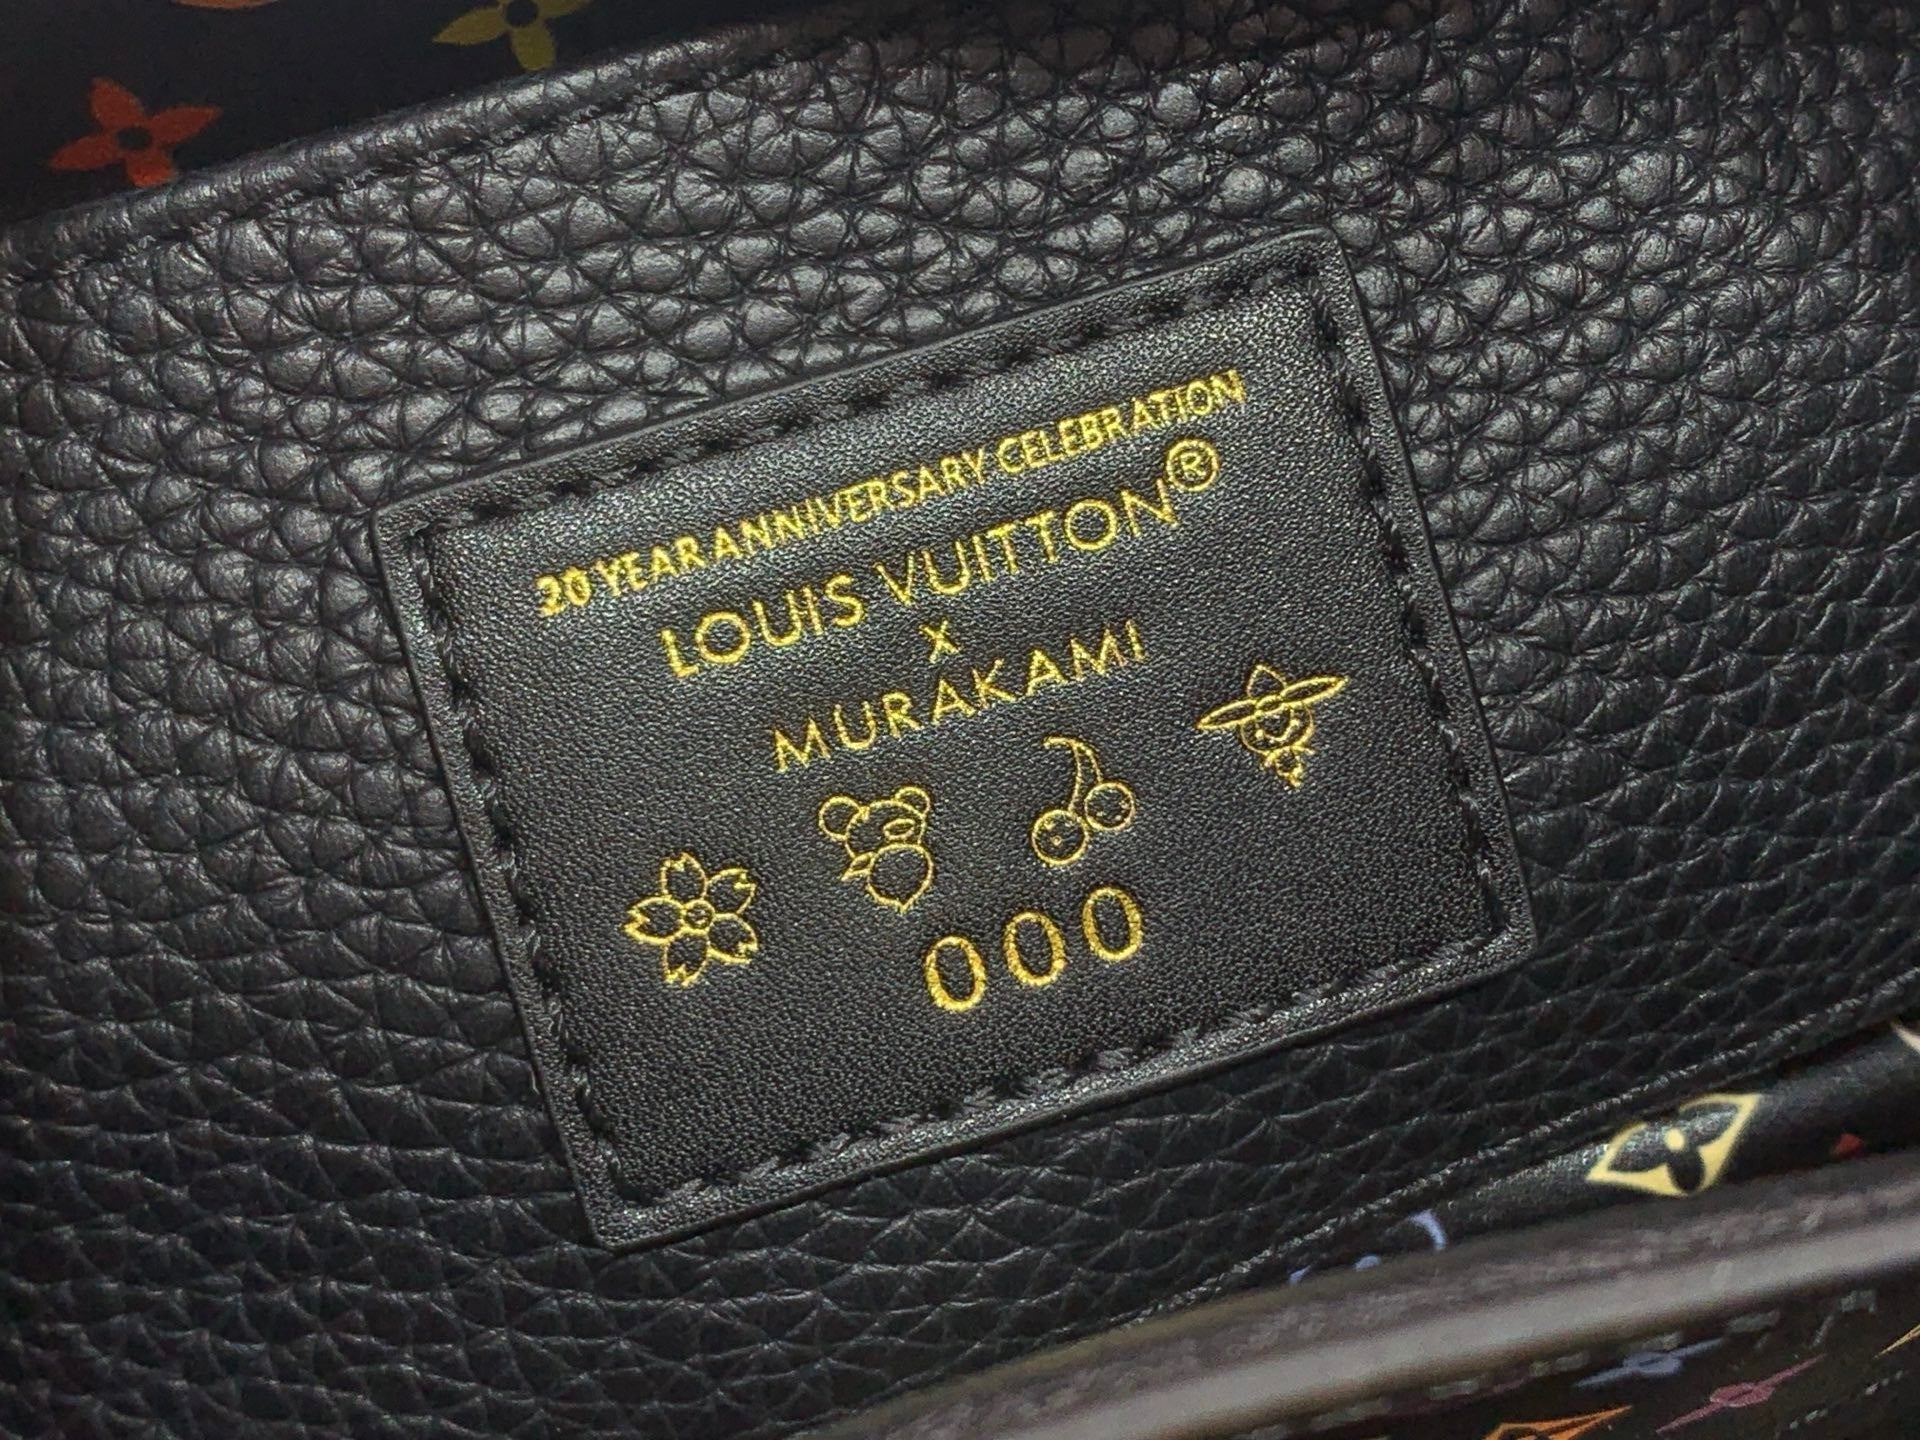 20 YEAR ANNIVERSARY CELEBRATION
LOUIS VUITTON®
x
MURAKAMI
000